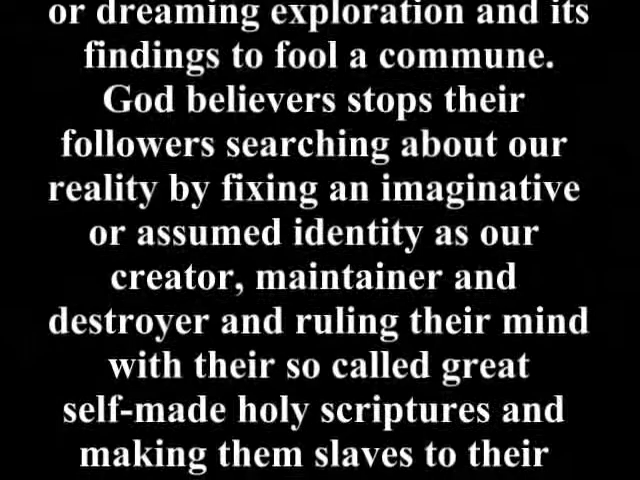 or dreaming exploration and its
findings to fool a commune.
God believers stops their
followers searching about our
reality by fixing an imaginative
or assumed identity as our
creator, maintainer and
destroyer and ruling their mind
with their so called great
self-made holy scriptures and
making them slaves to their